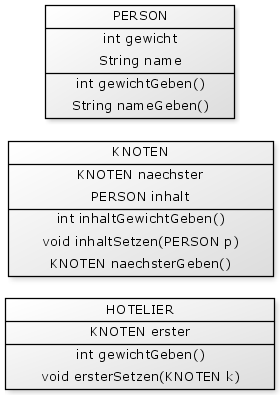 PERSON
int gewicht
String name
int gewichtGeben()
String nameGeben()
KNOTEN
KNOTEN naechster
PERSON inhalt
int inhaltGewichtGeben()
void inhaltSetzen(PERSON p)
KNOTEN naechsterGeben()
HOTELIER
KNOTEN erster
int gewichtGeben()
void ersterSetzen(KNOTEN k)